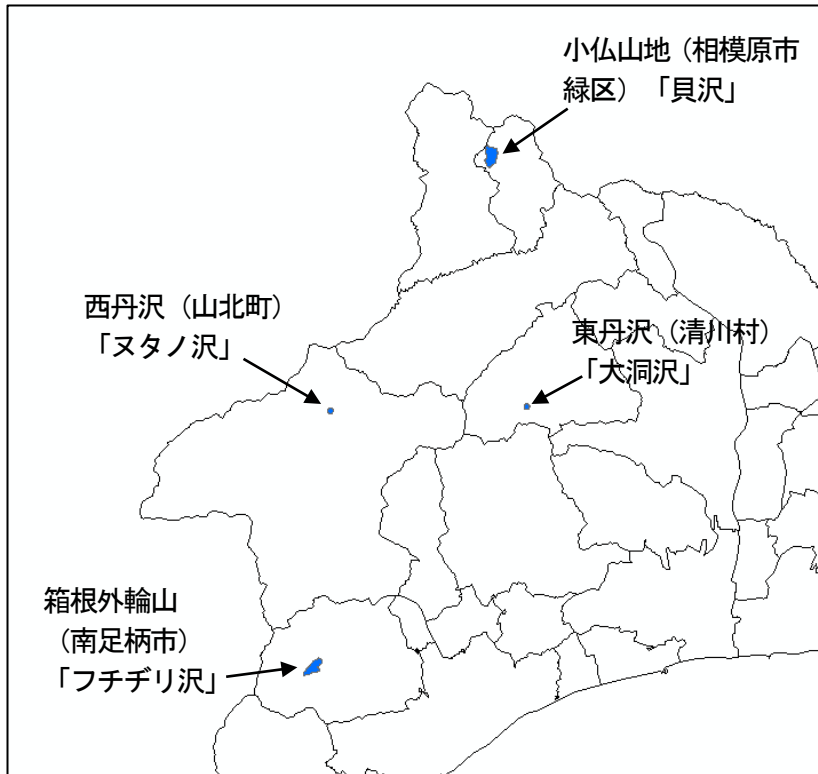 小仏山地（相模原市
緑区）「貝沢」
西丹沢（山北町）
「ヌタノ沢」
東丹沢（清川村）
「大洞沢」
箱根外輪山
（南足柄市）
「フチヂリ沢」